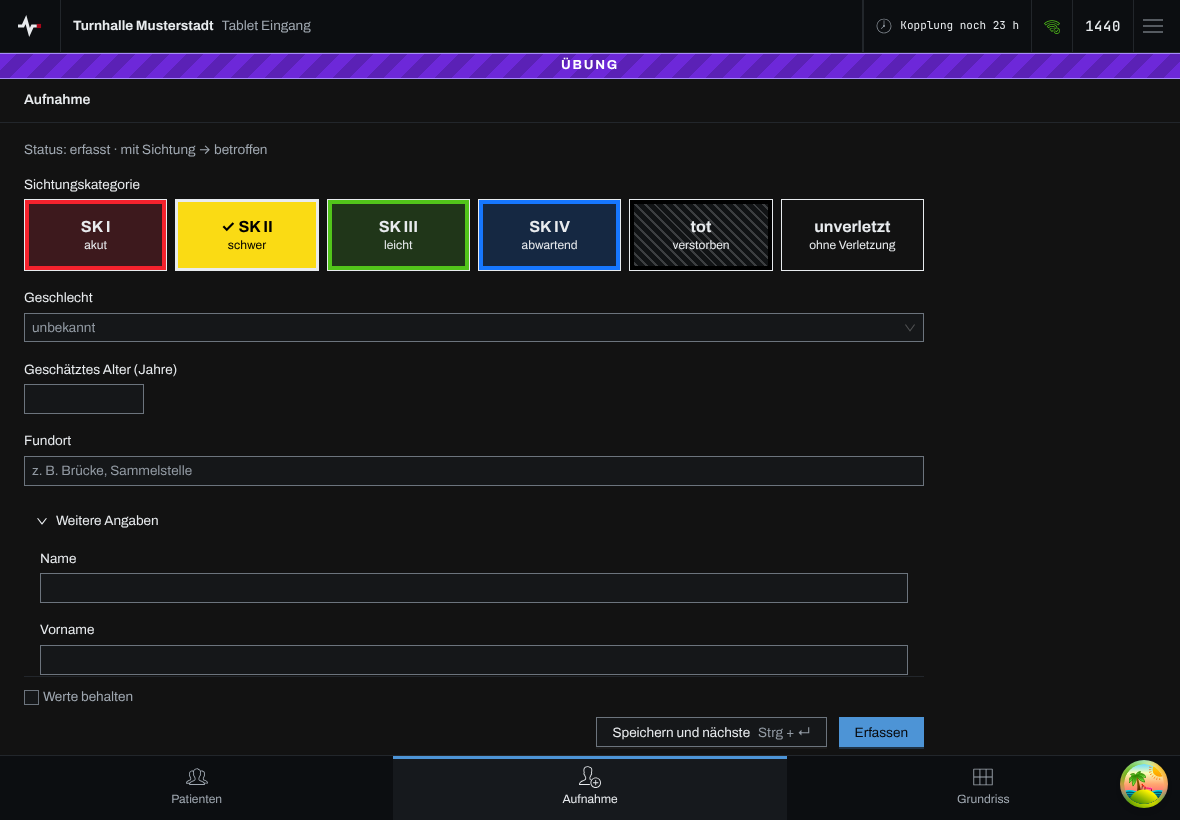 Turnhalle Musterstadt Tablet Eingang
Kopplung noch 23 h
1440
ÜBUNG
Aufnahme
Status: erfasst · mit Sichtung → betroffen
Sichtungskategorie
SK I
akut
✓ SK II
schwer
SK III
leicht
SK IV
abwartend
tot
verstorben
unverletzt
ohne Verletzung
Geschlecht
unbekannt
Geschätztes Alter (Jahre)
Fundort
z. B. Brücke, Sammelstelle
Weitere Angaben
Name
Vorname
Werte behalten
Speichern und nächste Strg + ↵
Erfassen
Patienten
Aufnahme
Grundriss